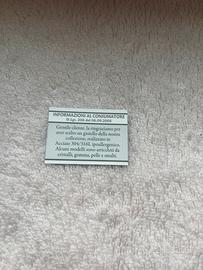 INFORMAZIONI AL CONSUMATORE
D.Lgs. 206 del 06.09.2005
Gentile cliente, la ringraziamo per
aver scelto un gioiello della nostra
collezione, realizzato in
Acciaio 304/316L ipoallergenico.
Alcuni modelli sono arricchiti da
cristalli, gomma, pelle e smalti.